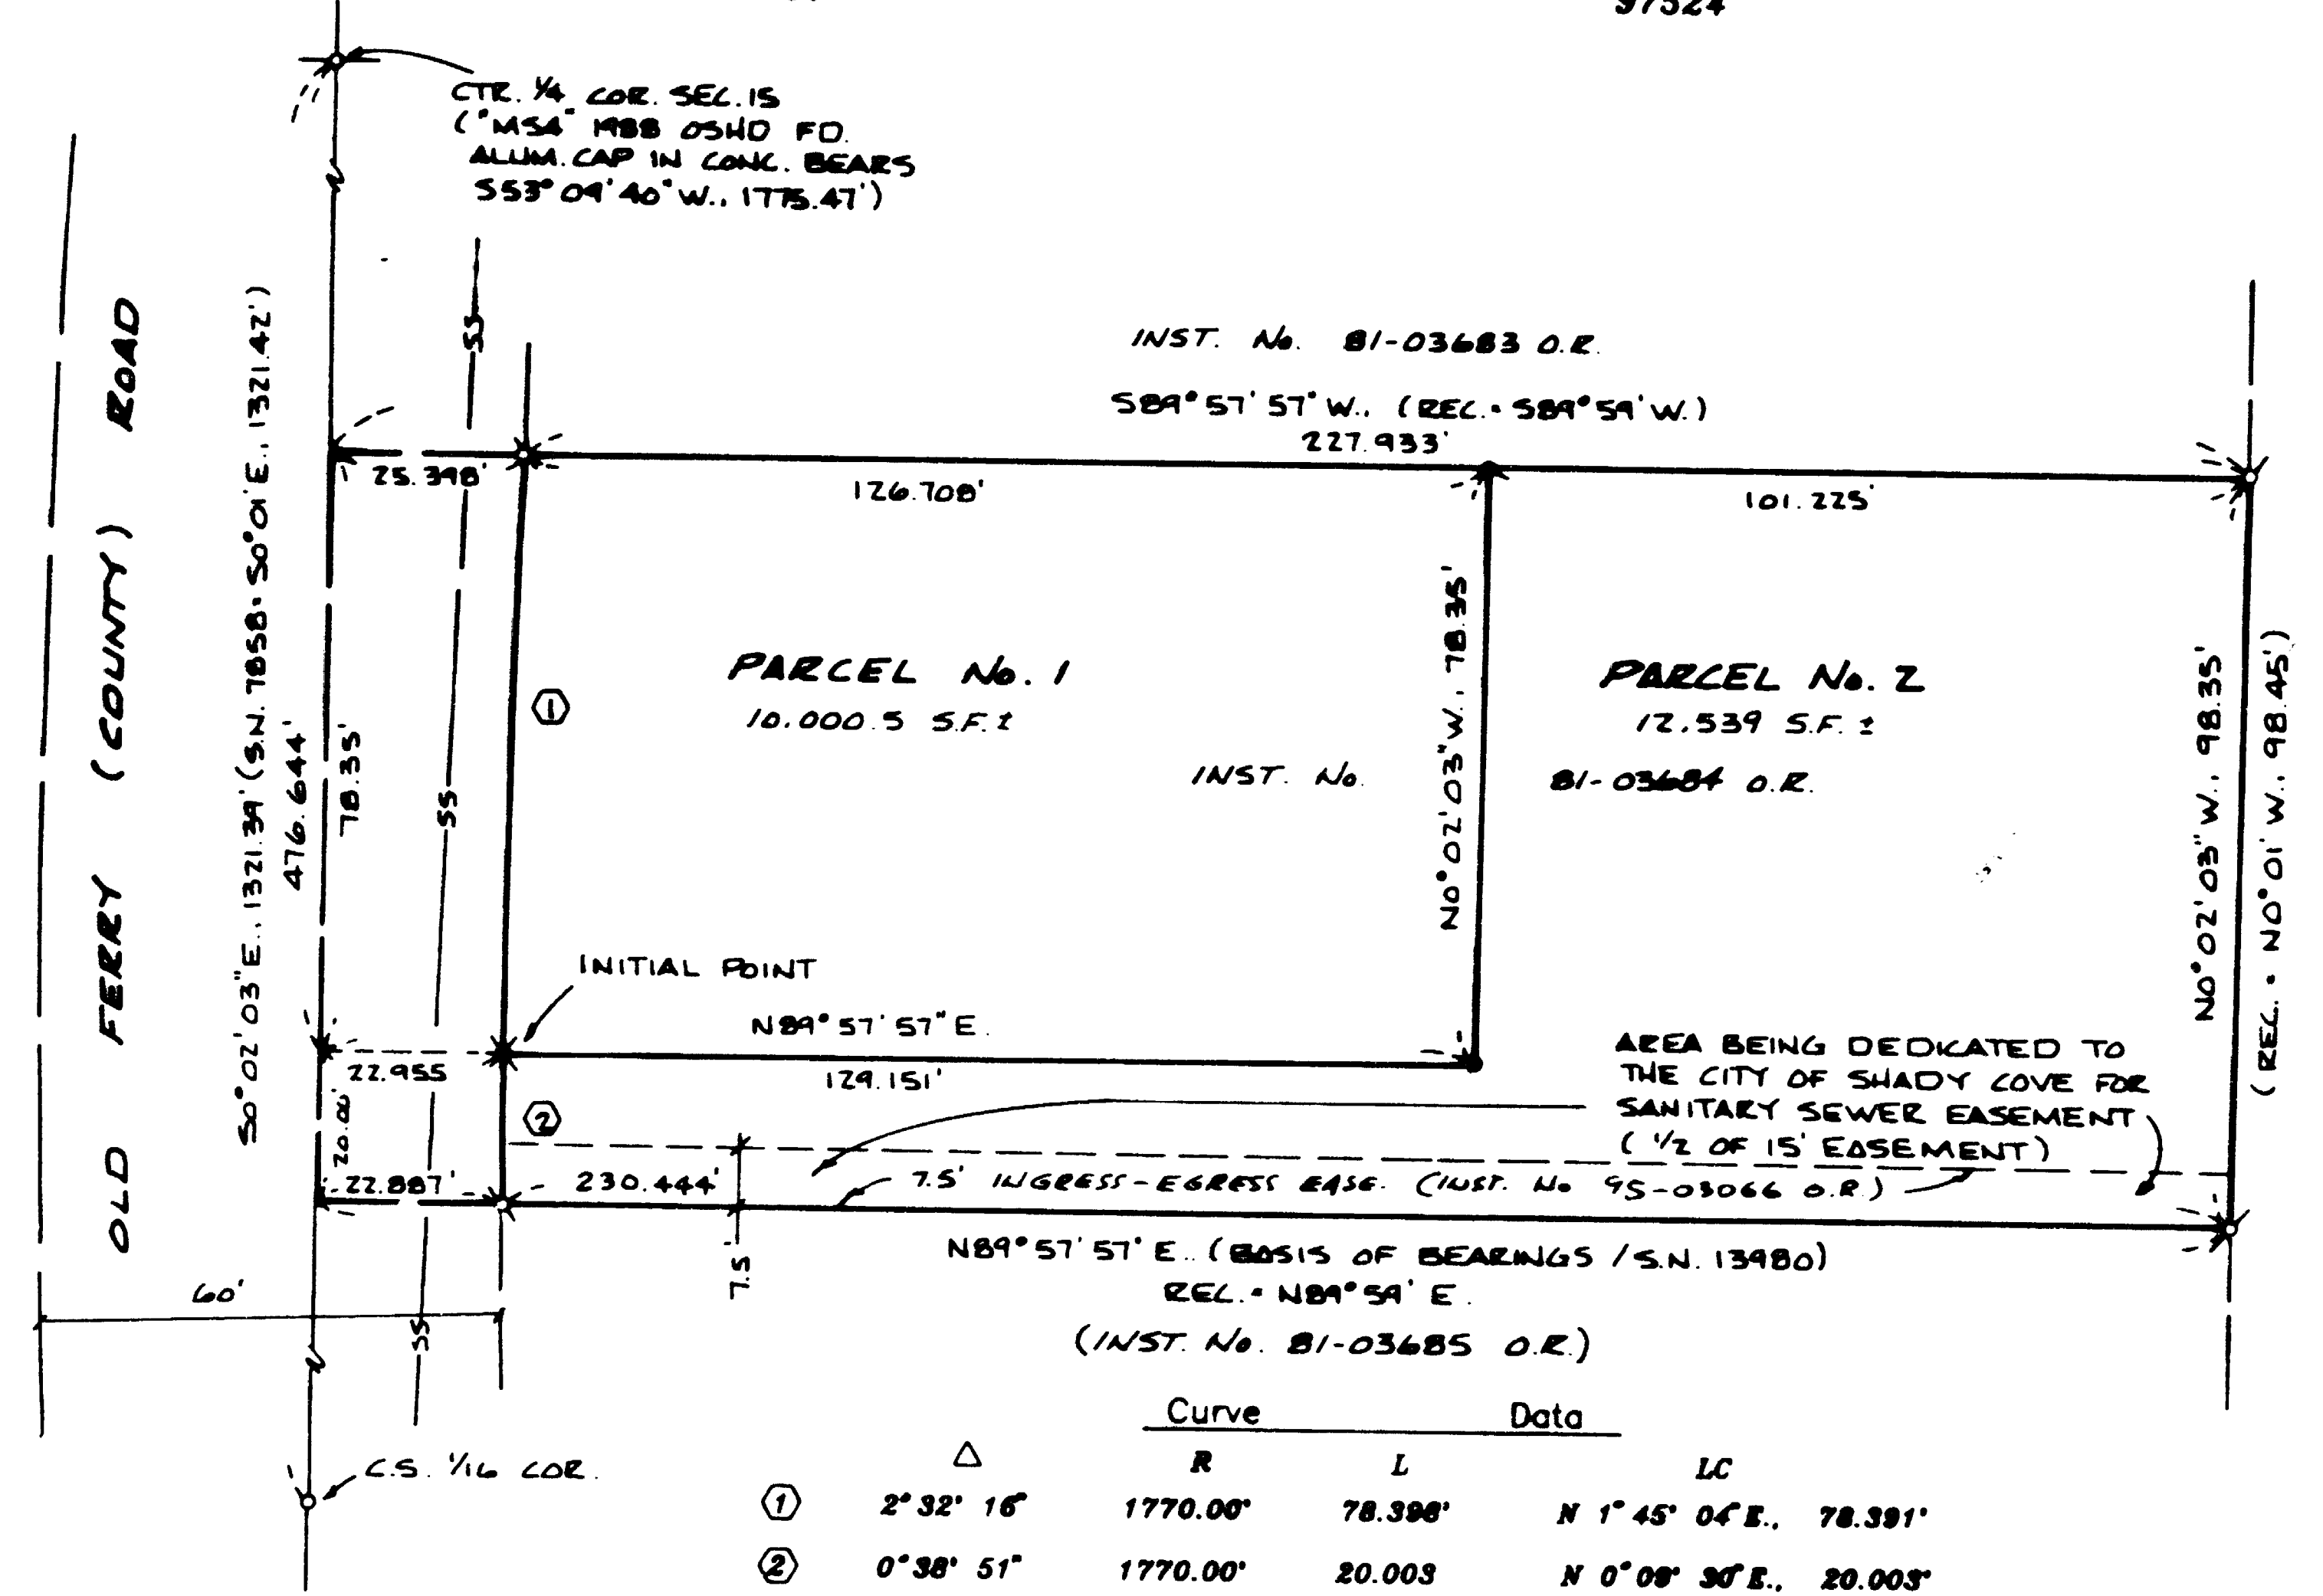 97524
CTR. ¼ COR. SEC. 15
("MS4" 1988 OSHD FD.
ALUM. CAP IN CONC. BEARS
S53°04'40"W., 1775.47')
OLD FERRY (COUNTY) ROAD
S0°02'03"E., 1321.39' (S.N. 7858 = S0°01'E., 1321.42')
476.644'
78.35'
55
INST. No. 81-03683 O.R.
S89°57'57"W., (REC. = S89°59'W.)
227.933'
25.398'
126.708'
101.225'
PARCEL No. 1
10,000.5 S.F.±
①
55
N0°02'03"W., 78.35'
PARCEL No. 2
12,539 S.F. ±
INST. No. 81-03684 O.R.
N0°02'03"W., 98.35'
(REC. = N0°01'W., 98.45')
INITIAL POINT
N89°57'57"E.
22.955
129.151'
20.00'
②
AREA BEING DEDICATED TO
THE CITY OF SHADY COVE FOR
SANITARY SEWER EASEMENT
(½ OF 15' EASEMENT)
22.887'
230.444'
7.5' INGRESS-EGRESS EASE. (INST. No 95-03066 O.R.)
7.5'
N89°57'57"E. (BASIS OF BEARINGS / S.N. 13980)
REC. = N89°59' E.
(INST. No. 81-03685 O.R.)
60'
55
C.S. 1/16 COR.
Curve Data
△ R L LC
① 2°32'16" 1770.00' 78.398' N 1°45'04"E., 78.391'
② 0°38'51" 1770.00' 20.003 N 0°09'30"E., 20.003'